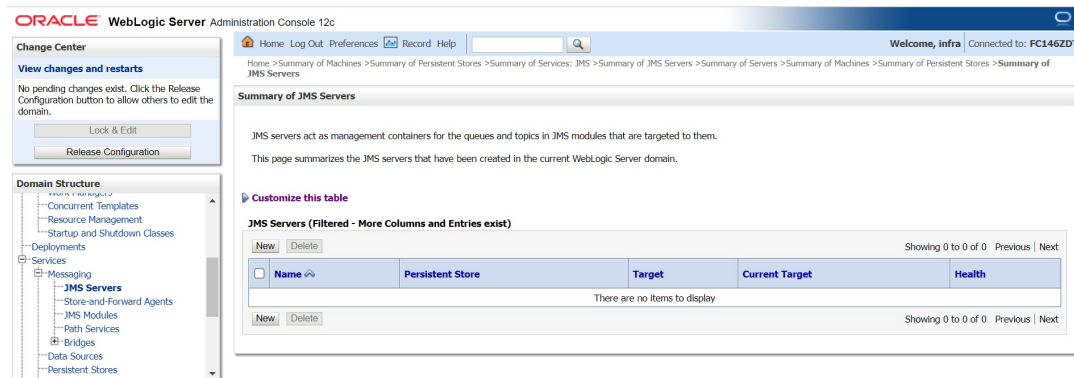 ORACLE WebLogic Server Administration Console 12c
Change Center
View changes and restarts
No pending changes exist. Click the Release
Configuration button to allow others to edit the
domain.
Lock & Edit
Release Configuration
Domain Structure
Work Managers
Concurrent Templates
Resource Management
Startup and Shutdown Classes
Deployments
Services
Messaging
JMS Servers
Store-and-Forward Agents
JMS Modules
Path Services
Bridges
Data Sources
Persistent Stores
Home Log Out Preferences Record Help
Welcome, infra Connected to: FC146ZD
Home >Summary of Machines >Summary of Persistent Stores >Summary of Services: JMS >Summary of JMS Servers >Summary of Servers >Summary of Machines >Summary of Persistent Stores >Summary of
JMS Servers
Summary of JMS Servers
JMS servers act as management containers for the queues and topics in JMS modules that are targeted to them.
This page summarizes the JMS servers that have been created in the current WebLogic Server domain.
Customize this table
JMS Servers (Filtered - More Columns and Entries exist)
New Delete Showing 0 to 0 of 0 Previous | Next
Name Persistent Store Target Current Target Health
There are no items to display
New Delete Showing 0 to 0 of 0 Previous | Next